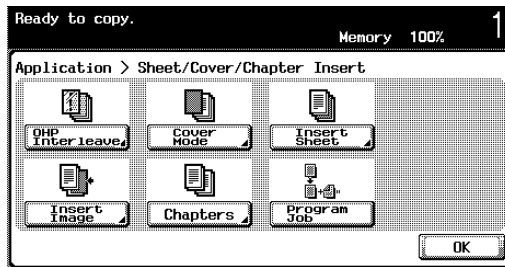 Ready to copy.
Memory 100% 1
Application > Sheet/Cover/Chapter Insert
OHP
Interleave
Cover
Mode
Insert
Sheet
Insert
Image
Chapters
Program
Job
OK